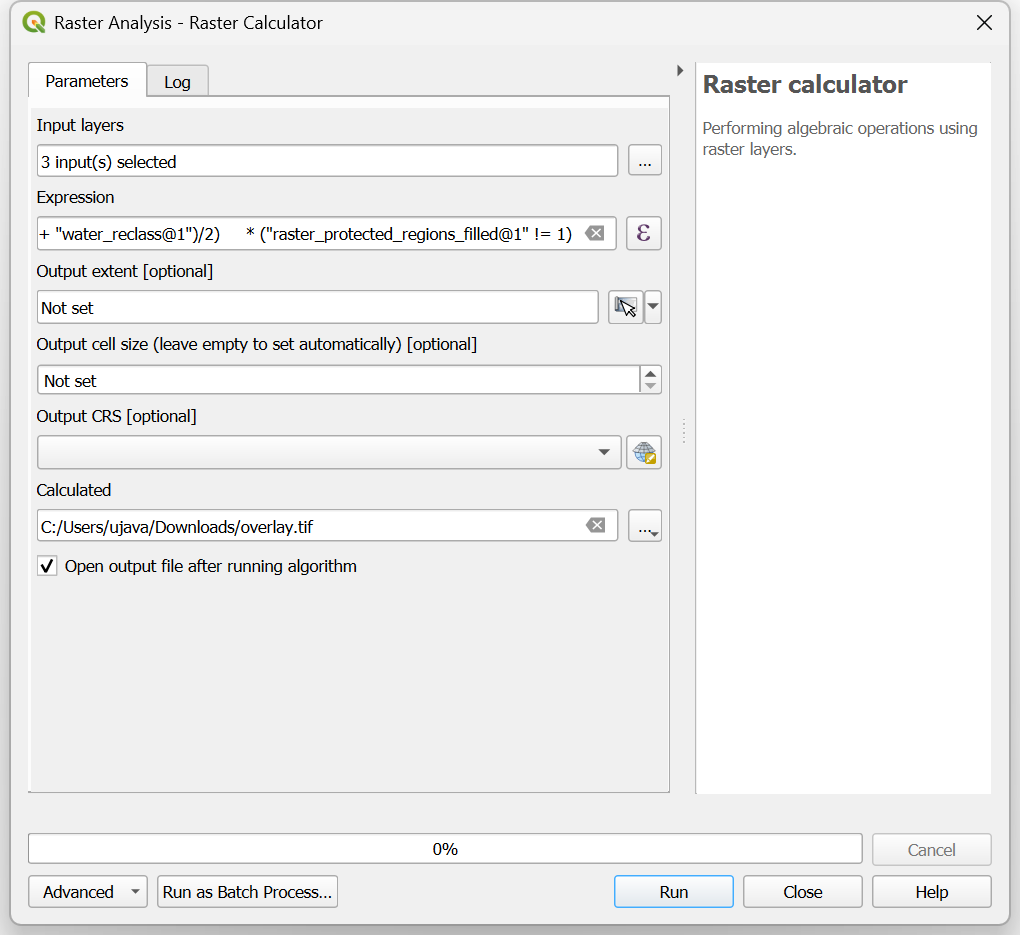 Raster Analysis - Raster Calculator
Parameters
Log
Input layers
3 input(s) selected
...
Expression
+ "water_reclass@1")/2)     * ("raster_protected_regions_filled@1" != 1)
ε
Output extent [optional]
Not set
Output cell size (leave empty to set automatically) [optional]
Not set
Output CRS [optional]
Calculated
C:/Users/ujava/Downloads/overlay.tif
...
Open output file after running algorithm
Raster calculator
Performing algebraic operations using
raster layers.
0%
Cancel
Advanced
Run as Batch Process...
Run
Close
Help